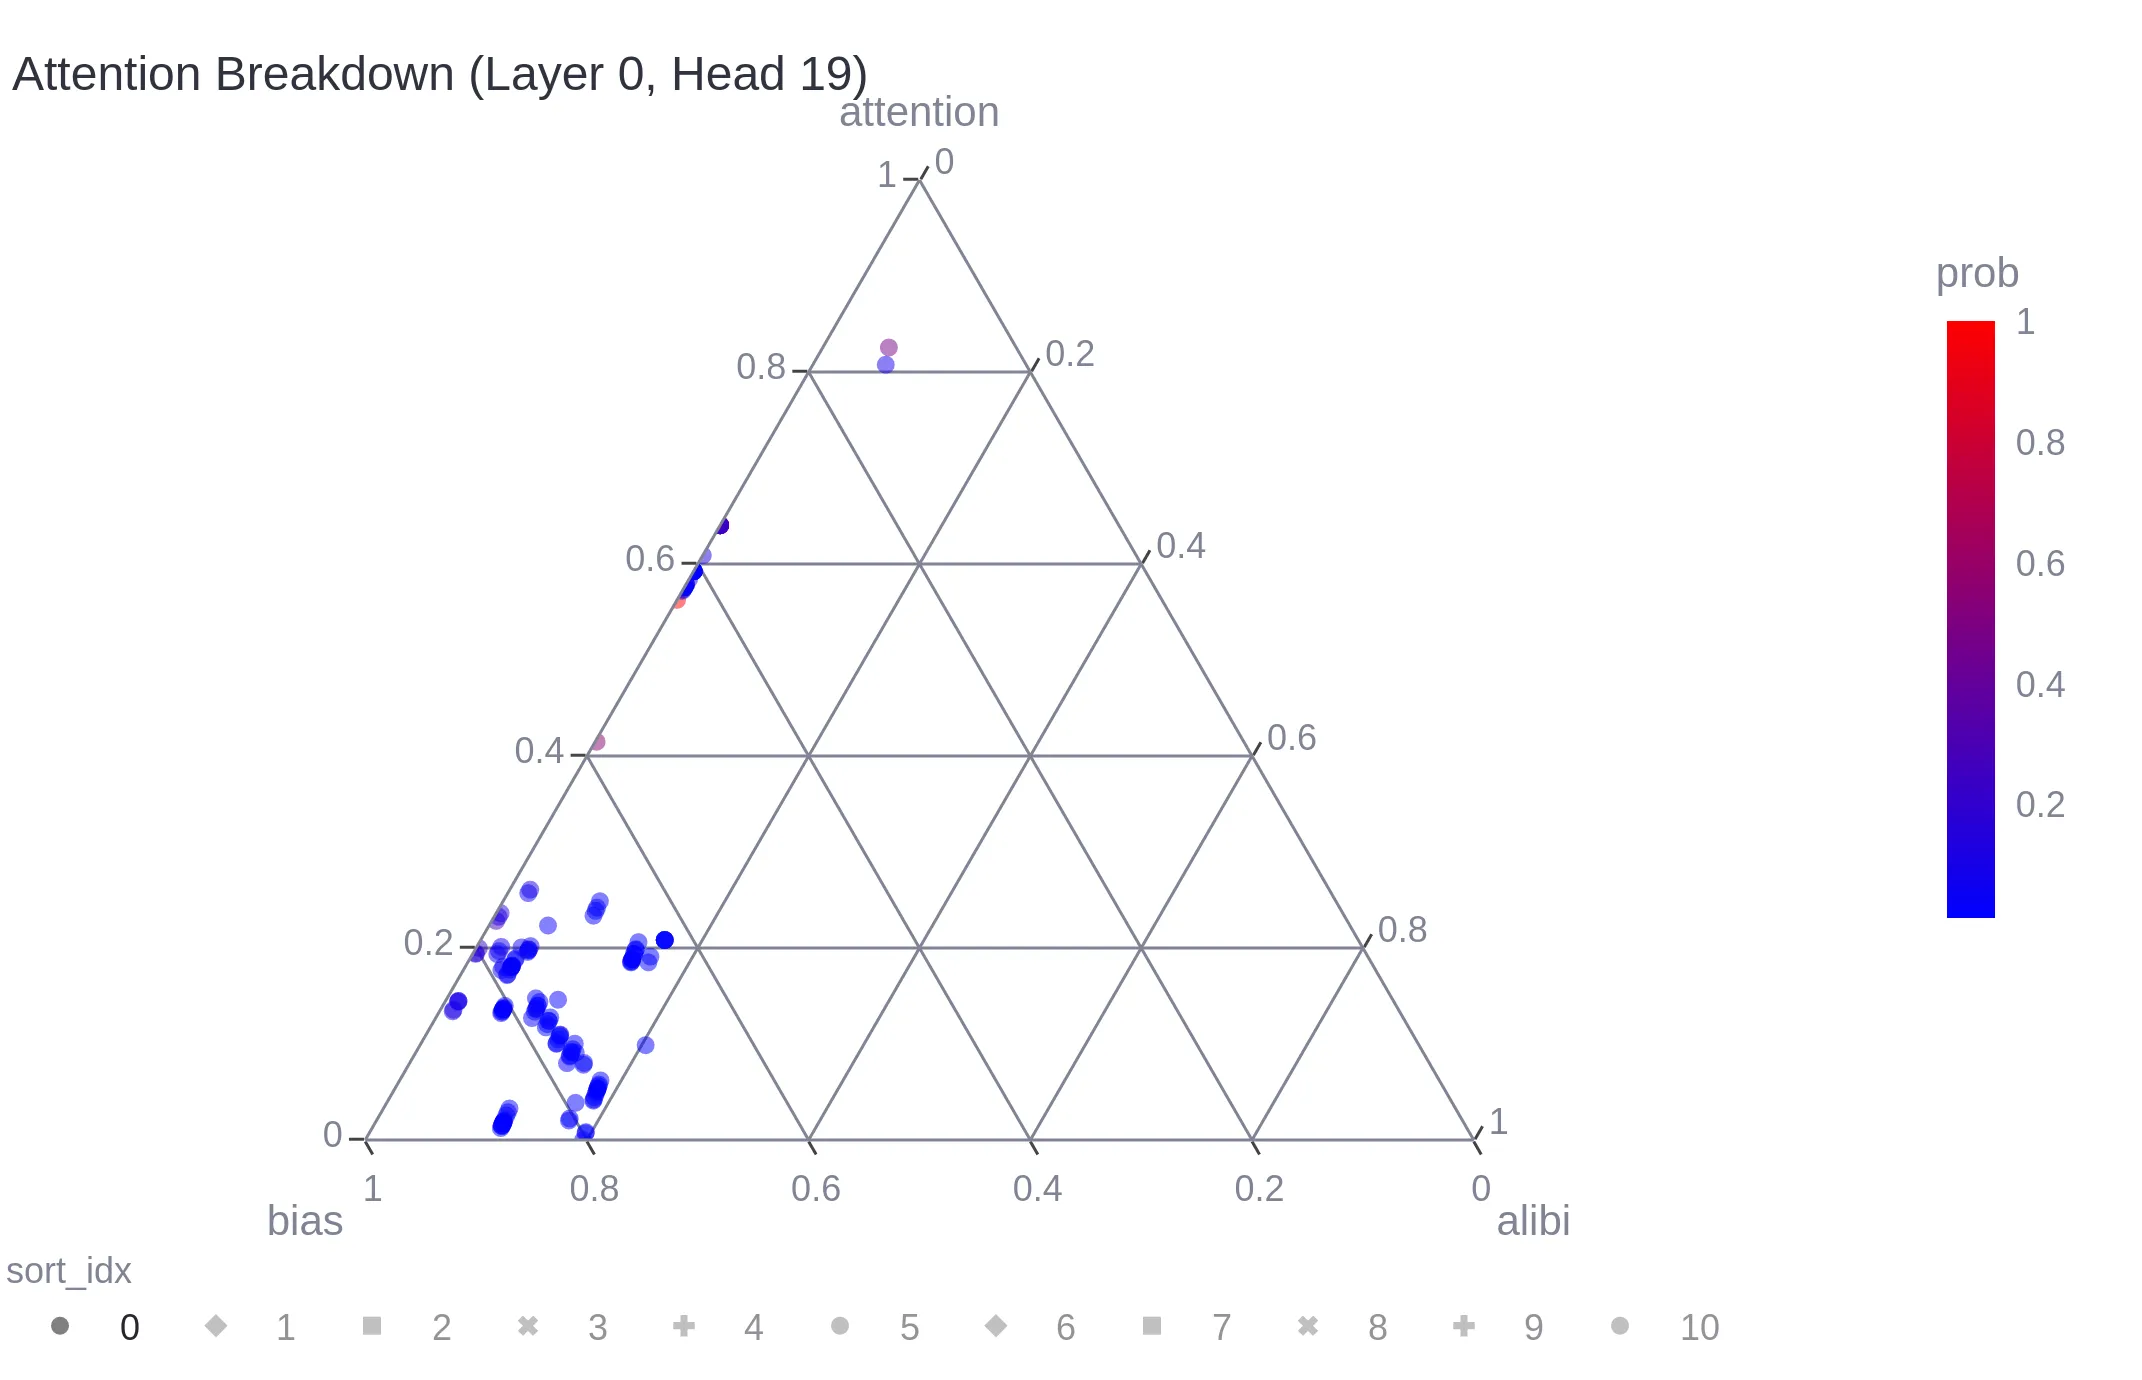 Attention Breakdown (Layer 0, Head 19)
attention
1 0
prob
1
0.8 0.2
0.8
0.6 0.4
0.6
0.4 0.6
0.4
0.2 0.8
0.2
0 1
1 0.8 0.6 0.4 0.2 0
bias alibi
sort_idx
0 1 2 3 4 5 6 7 8 9 10